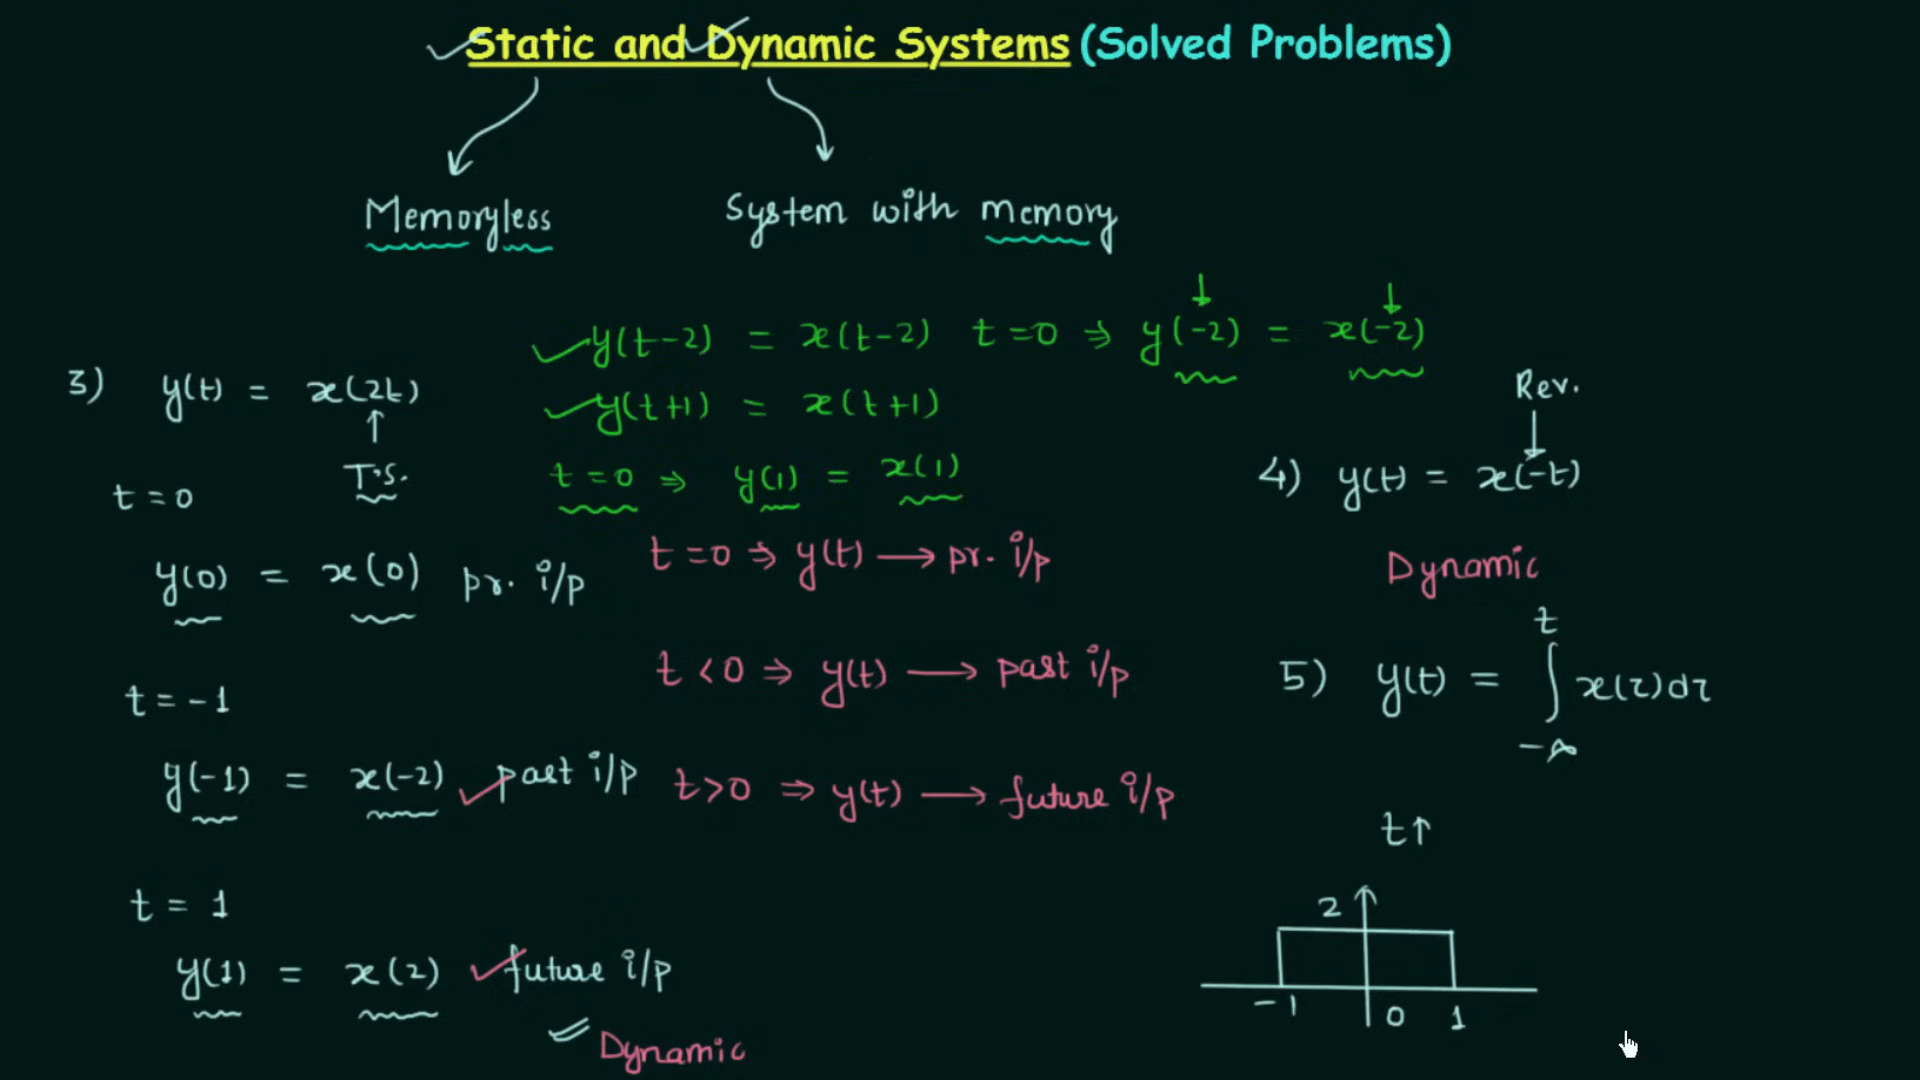 Static and Dynamic Systems (Solved Problems)
Memoryless
System with memory
y(t-2) = x(t-2) t=0 ⇒ y(-2) = x(-2)
3) y(t) = x(2t)
↑
T.S.
y(t+1) = x(t+1)
t=0 ⇒ y(1) = x(1)
t=0
y(0) = x(0) pr. i/p
t=0 ⇒ y(t) → pr. i/p
t=-1
t<0 ⇒ y(t) → past i/p
y(-1) = x(-2) past i/p
t>0 ⇒ y(t) → future i/p
t = 1
y(1) = x(2) future i/p
Dynamic
Rev.
4) y(t) = x(-t)
Dynamic
5) y(t) = ∫_{-∞}^{t} x(τ)dτ
t↑
2
-1 0 1